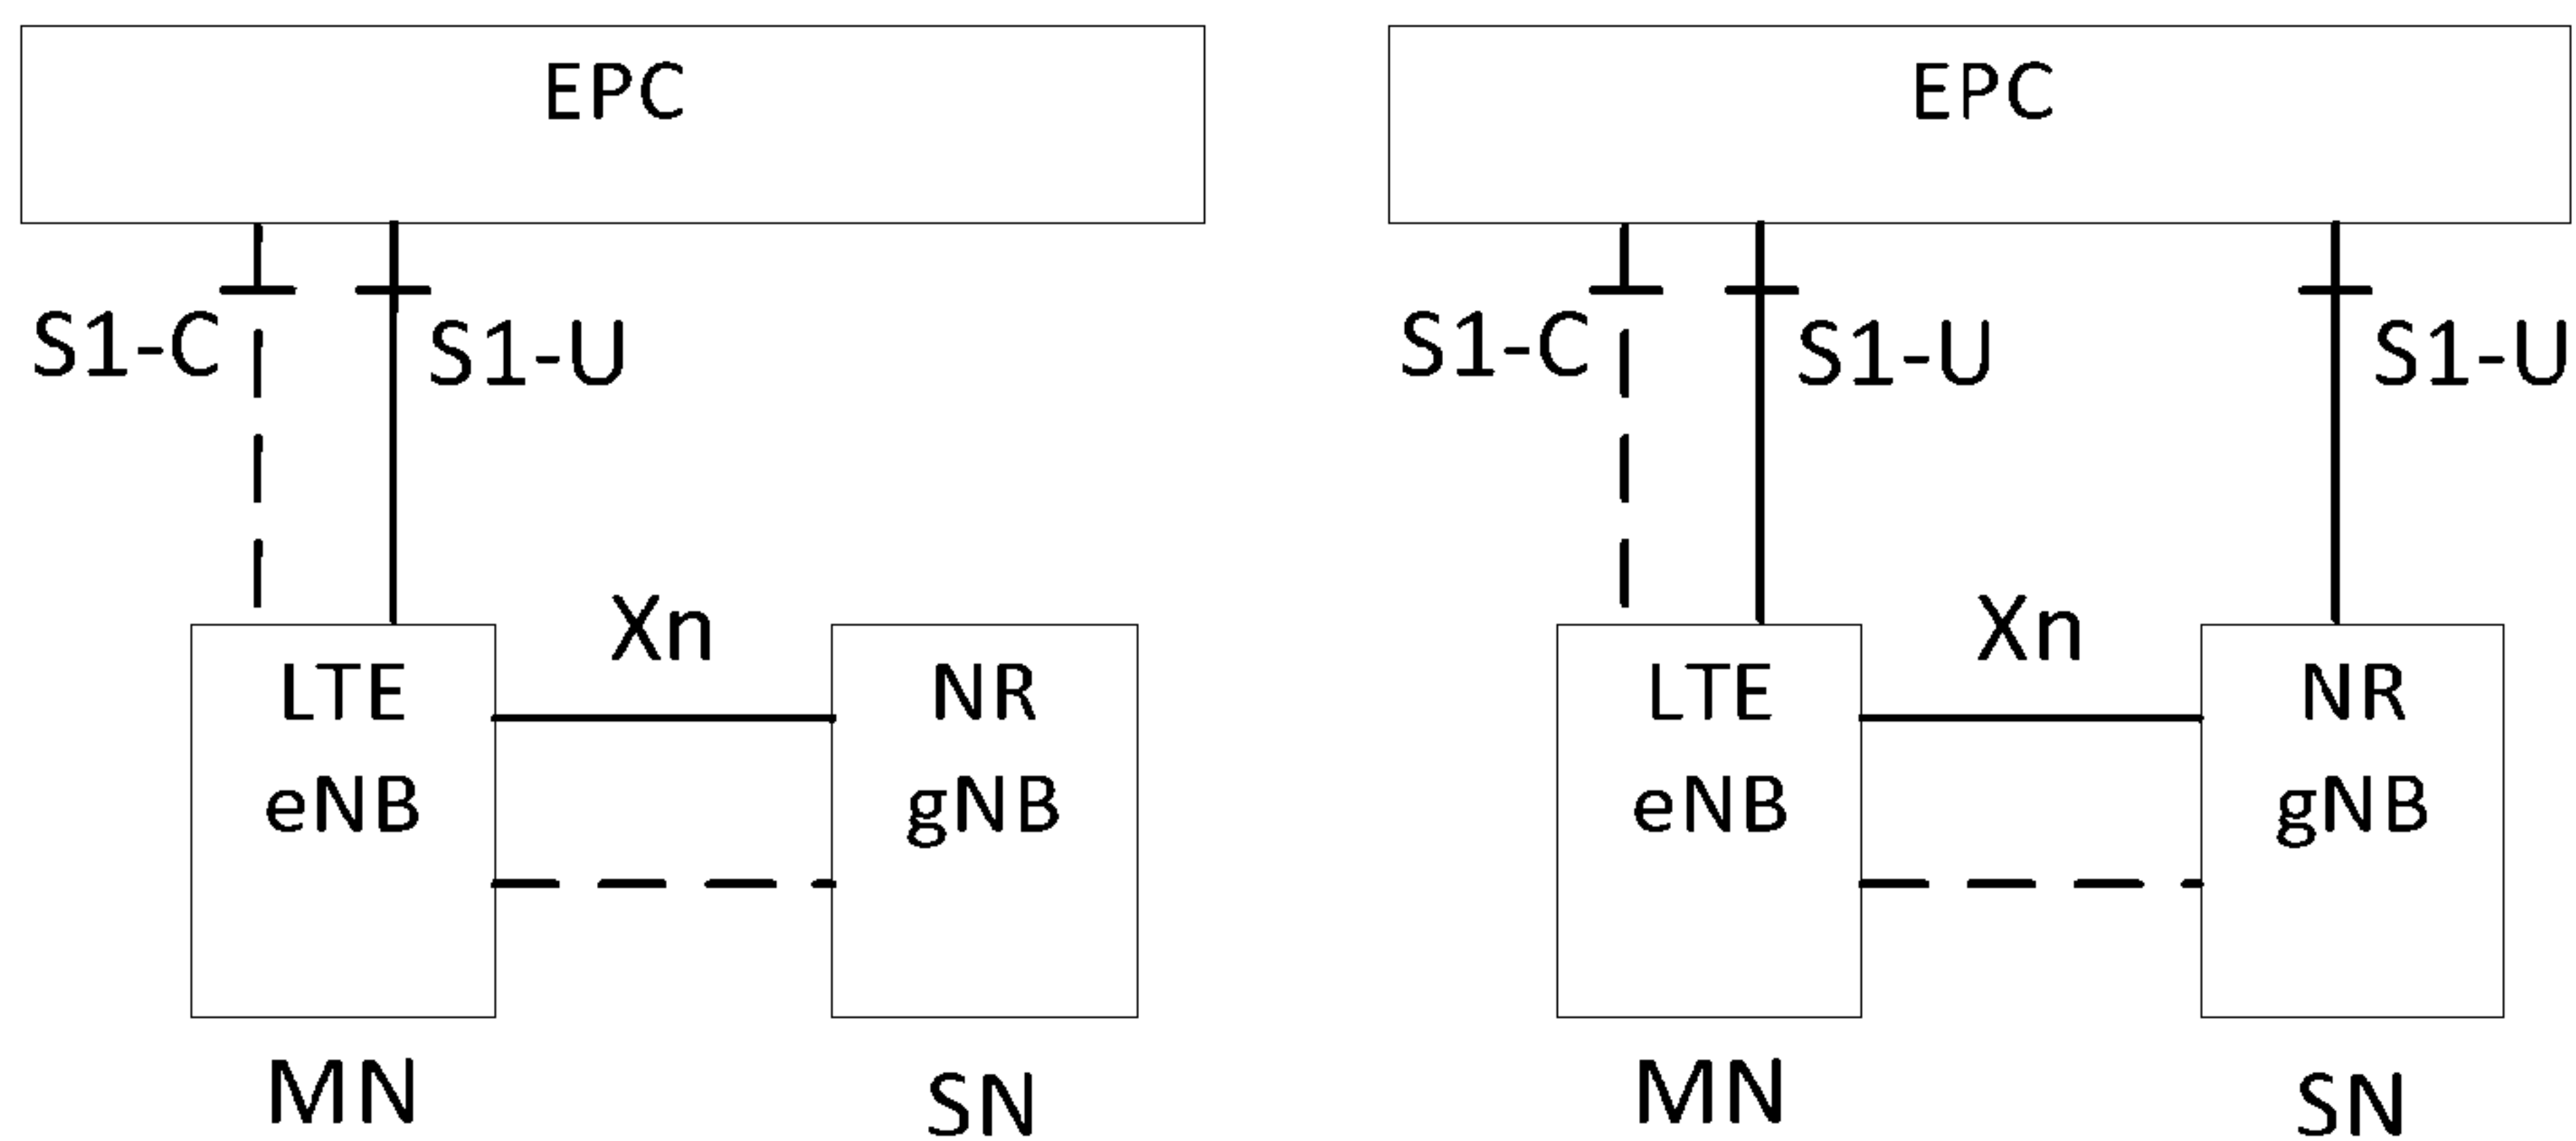 EPC
S1-C
S1-U
Xn
LTE
eNB
NR
gNB
MN
SN
EPC
S1-C
S1-U
S1-U
Xn
LTE
eNB
NR
gNB
MN
SN